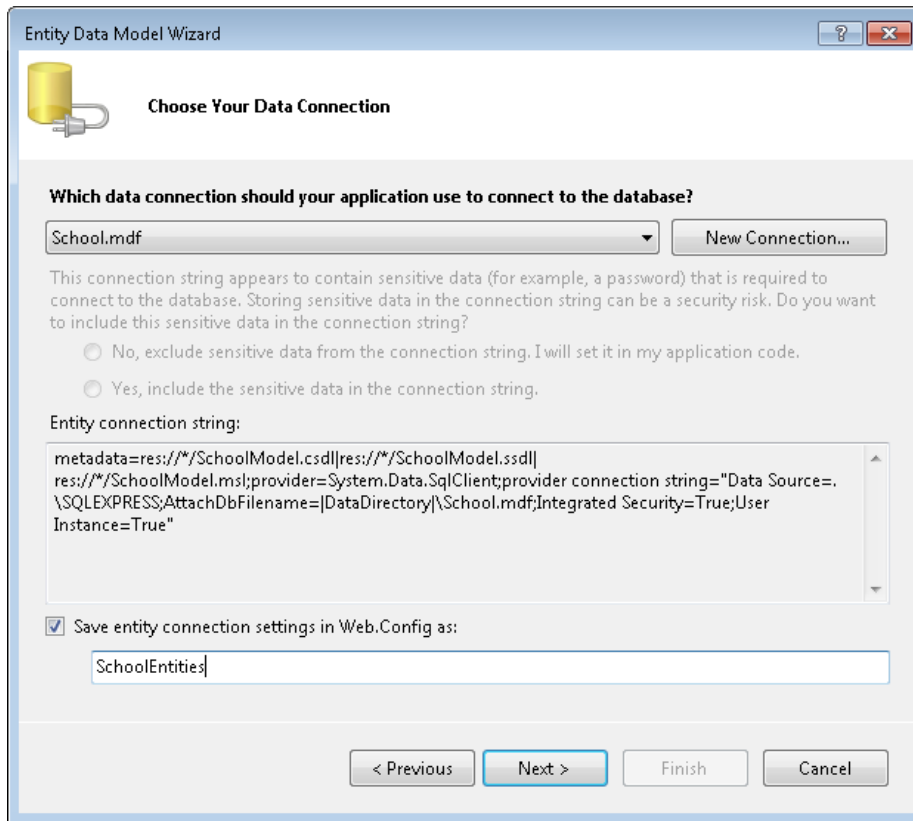 Entity Data Model Wizard
Choose Your Data Connection
Which data connection should your application use to connect to the database?
School.mdf
New Connection...
This connection string appears to contain sensitive data (for example, a password) that is required to
connect to the database. Storing sensitive data in the connection string can be a security risk. Do you want
to include this sensitive data in the connection string?
No, exclude sensitive data from the connection string. I will set it in my application code.
Yes, include the sensitive data in the connection string.
Entity connection string:
metadata=res://*/SchoolModel.csdl|res://*/SchoolModel.ssdl|
res://*/SchoolModel.msl;provider=System.Data.SqlClient;provider connection string="Data Source=.
\SQLEXPRESS;AttachDbFilename=|DataDirectory|\School.mdf;Integrated Security=True;User
Instance=True"
Save entity connection settings in Web.Config as:
SchoolEntities
< Previous
Next >
Finish
Cancel